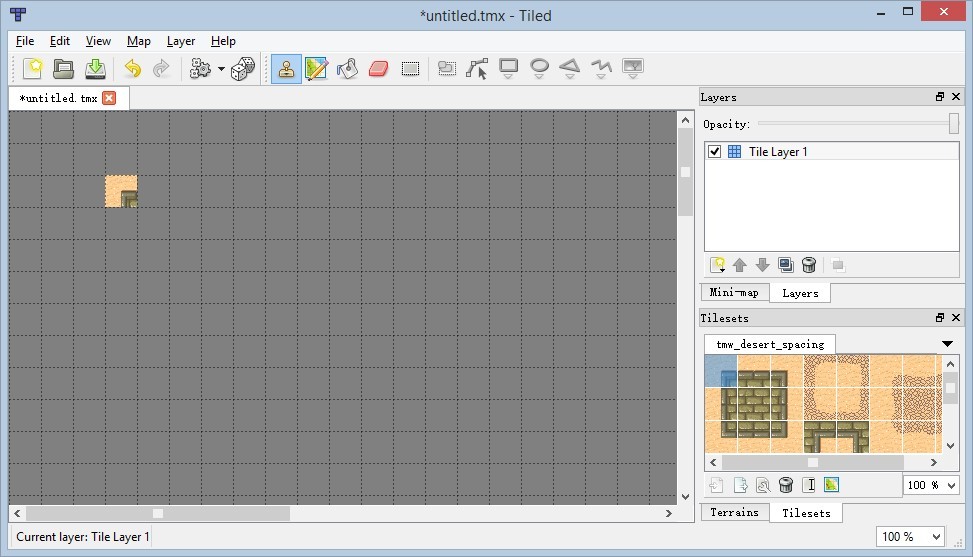 *untitled.tmx - Tiled
File Edit View Map Layer Help
*untitled.tmx
Layers
Opacity:
Tile Layer 1
Mini-map Layers
Tilesets
tmw_desert_spacing
100 %
Terrains Tilesets
Current layer: Tile Layer 1
100 %